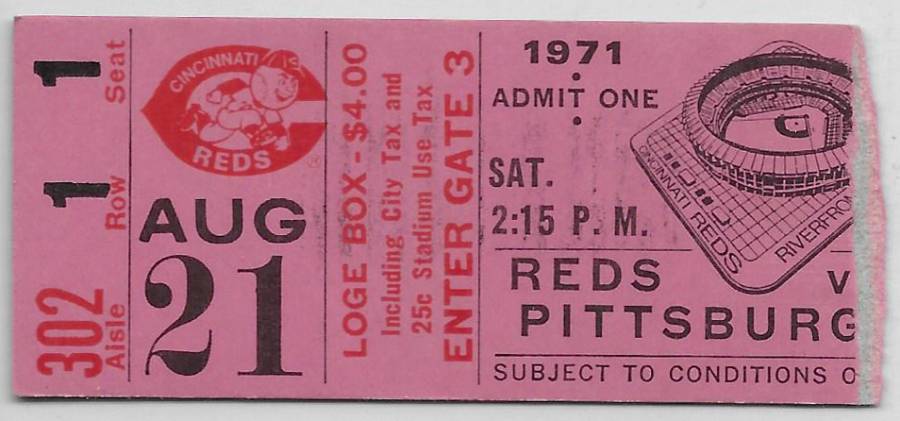 1 Seat
1 Row
302 Aisle
CINCINNATI
REDS
AUG
21
LOGE BOX-$4.00
Including City Tax and
25c Stadium Use Tax
ENTER GATE 3
1971
ADMIT ONE
SAT.
2:15 P. M.
CINCINNATI REDS
RIVERFRO
REDS V
PITTSBURG
SUBJECT TO CONDITIONS O